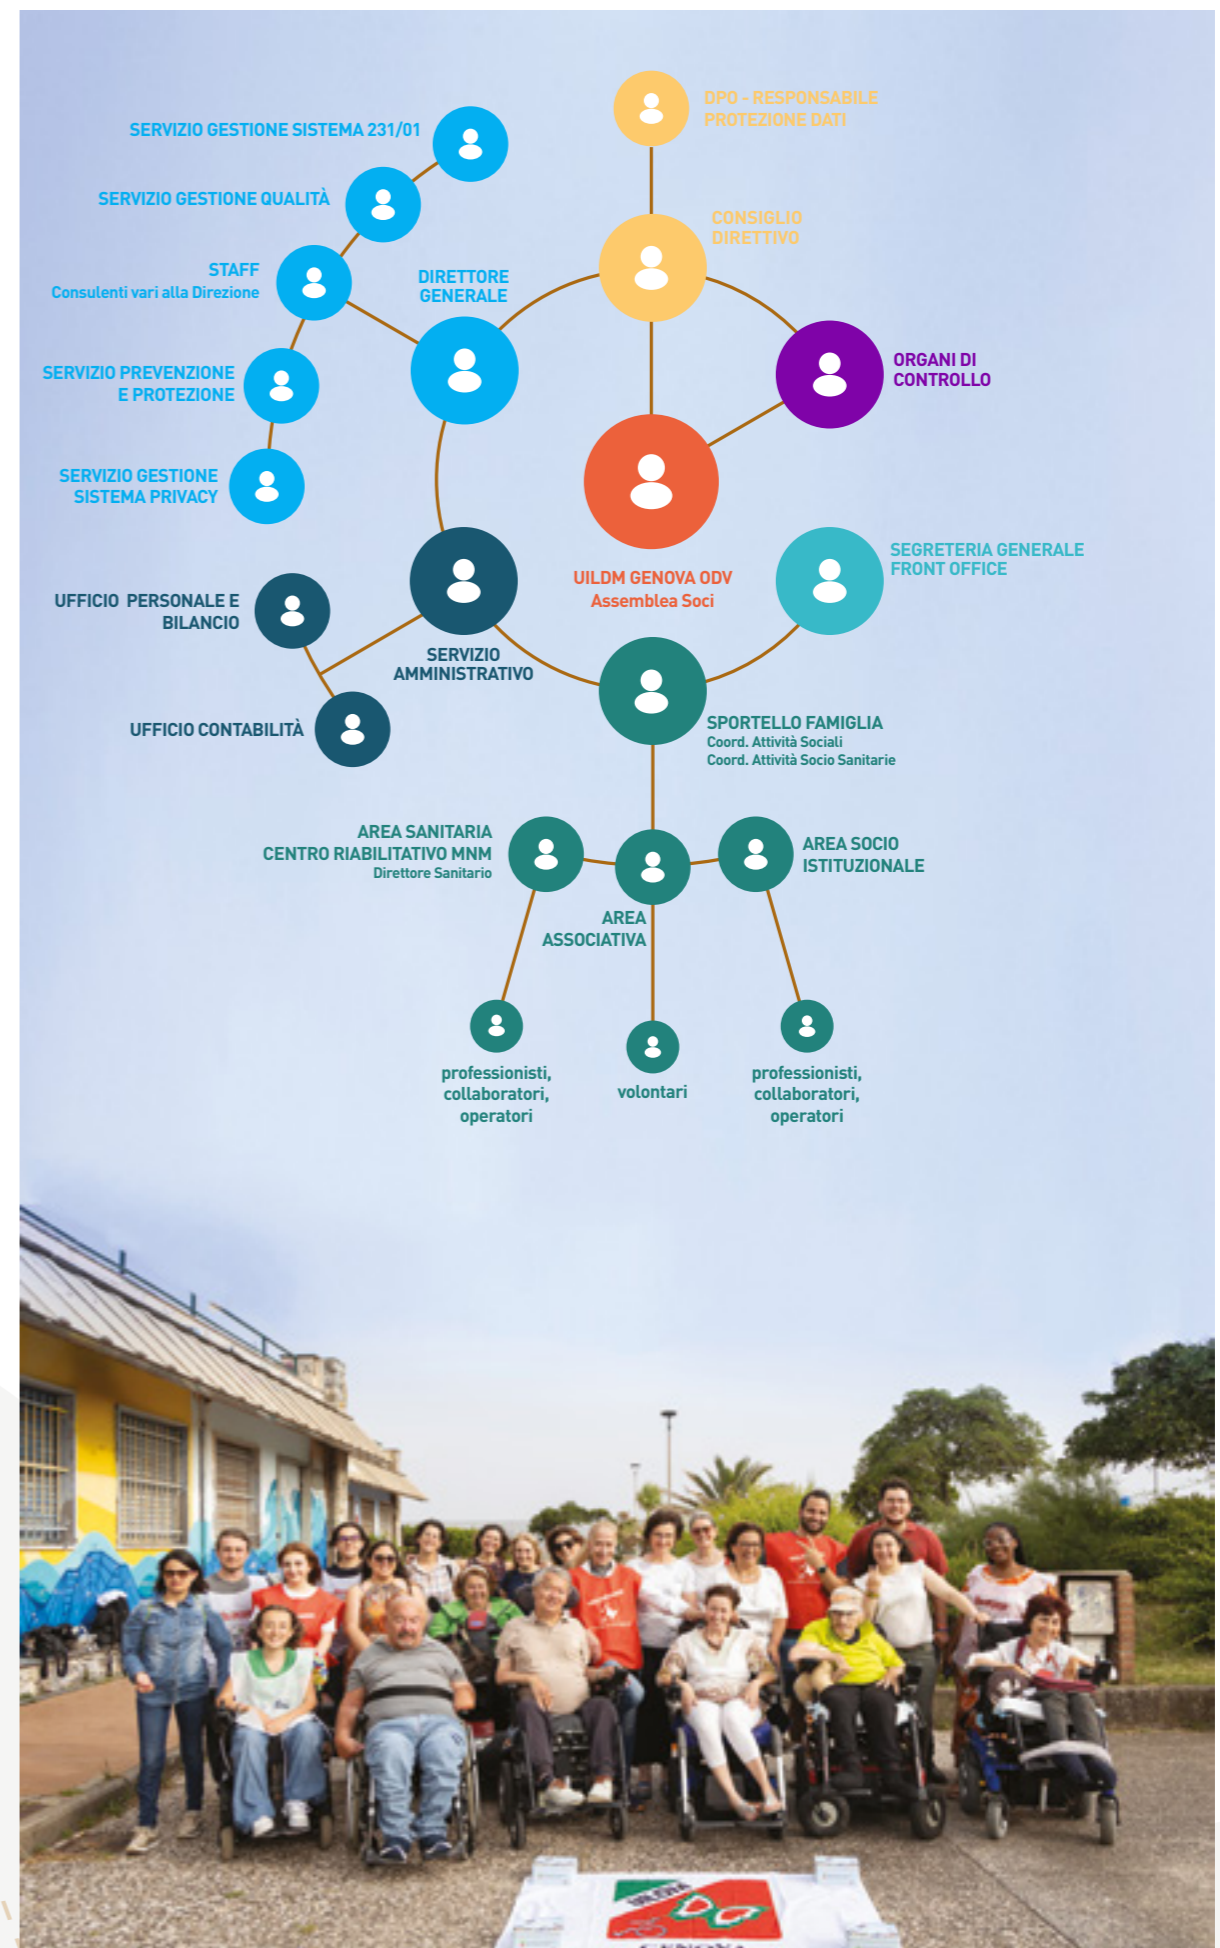 DPO - RESPONSABILE
PROTEZIONE DATI
SERVIZIO GESTIONE SISTEMA 231/01
SERVIZIO GESTIONE QUALITÀ
CONSIGLIO
DIRETTIVO
STAFF
Consulenti vari alla Direzione
DIRETTORE
GENERALE
ORGANI DI
CONTROLLO
SERVIZIO PREVENZIONE
E PROTEZIONE
SERVIZIO GESTIONE
SISTEMA PRIVACY
UILDM GENOVA ODV
Assemblea Soci
SEGRETERIA GENERALE
FRONT OFFICE
UFFICIO PERSONALE E
BILANCIO
SERVIZIO
AMMINISTRATIVO
UFFICIO CONTABILITÀ
SPORTELLO FAMIGLIA
Coord. Attività Sociali
Coord. Attività Socio Sanitarie
AREA SANITARIA
CENTRO RIABILITATIVO MNM
Direttore Sanitario
AREA SOCIO
ISTITUZIONALE
AREA
ASSOCIATIVA
professionisti,
collaboratori,
operatori
volontari
professionisti,
collaboratori,
operatori
UILDM
GENOVA